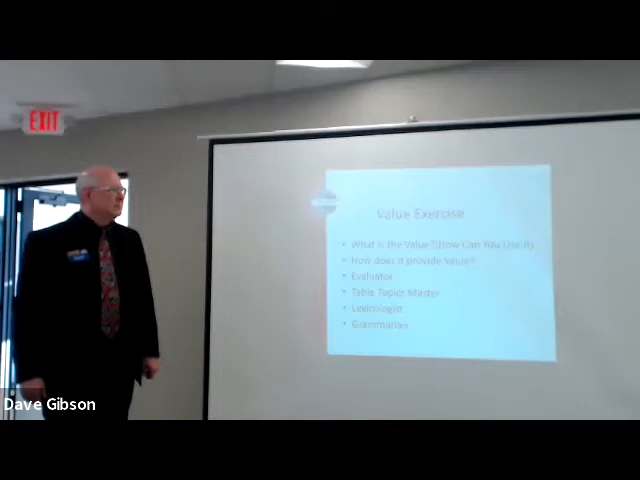 EXIT
Value Exercise
• What is the Value?(How Can You Use It)
• How does it provide Value?
• Evaluator
• Table Topics Master
• Lexicologist
• Grammarian
Dave Gibson